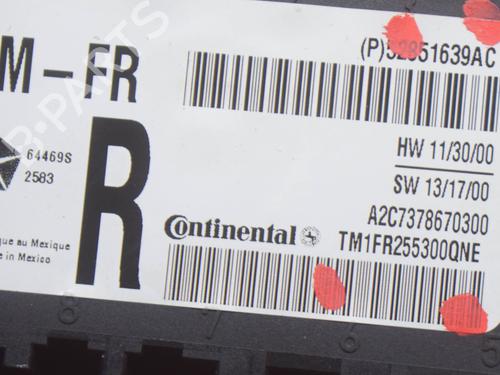 (P)52851639AC
M-FR
HW 11/30/00
64469S
2583
R
SW 13/17/00
A2C7378670300
Continental
TM1FR255300QNE
que au Mexique
e in Mexico